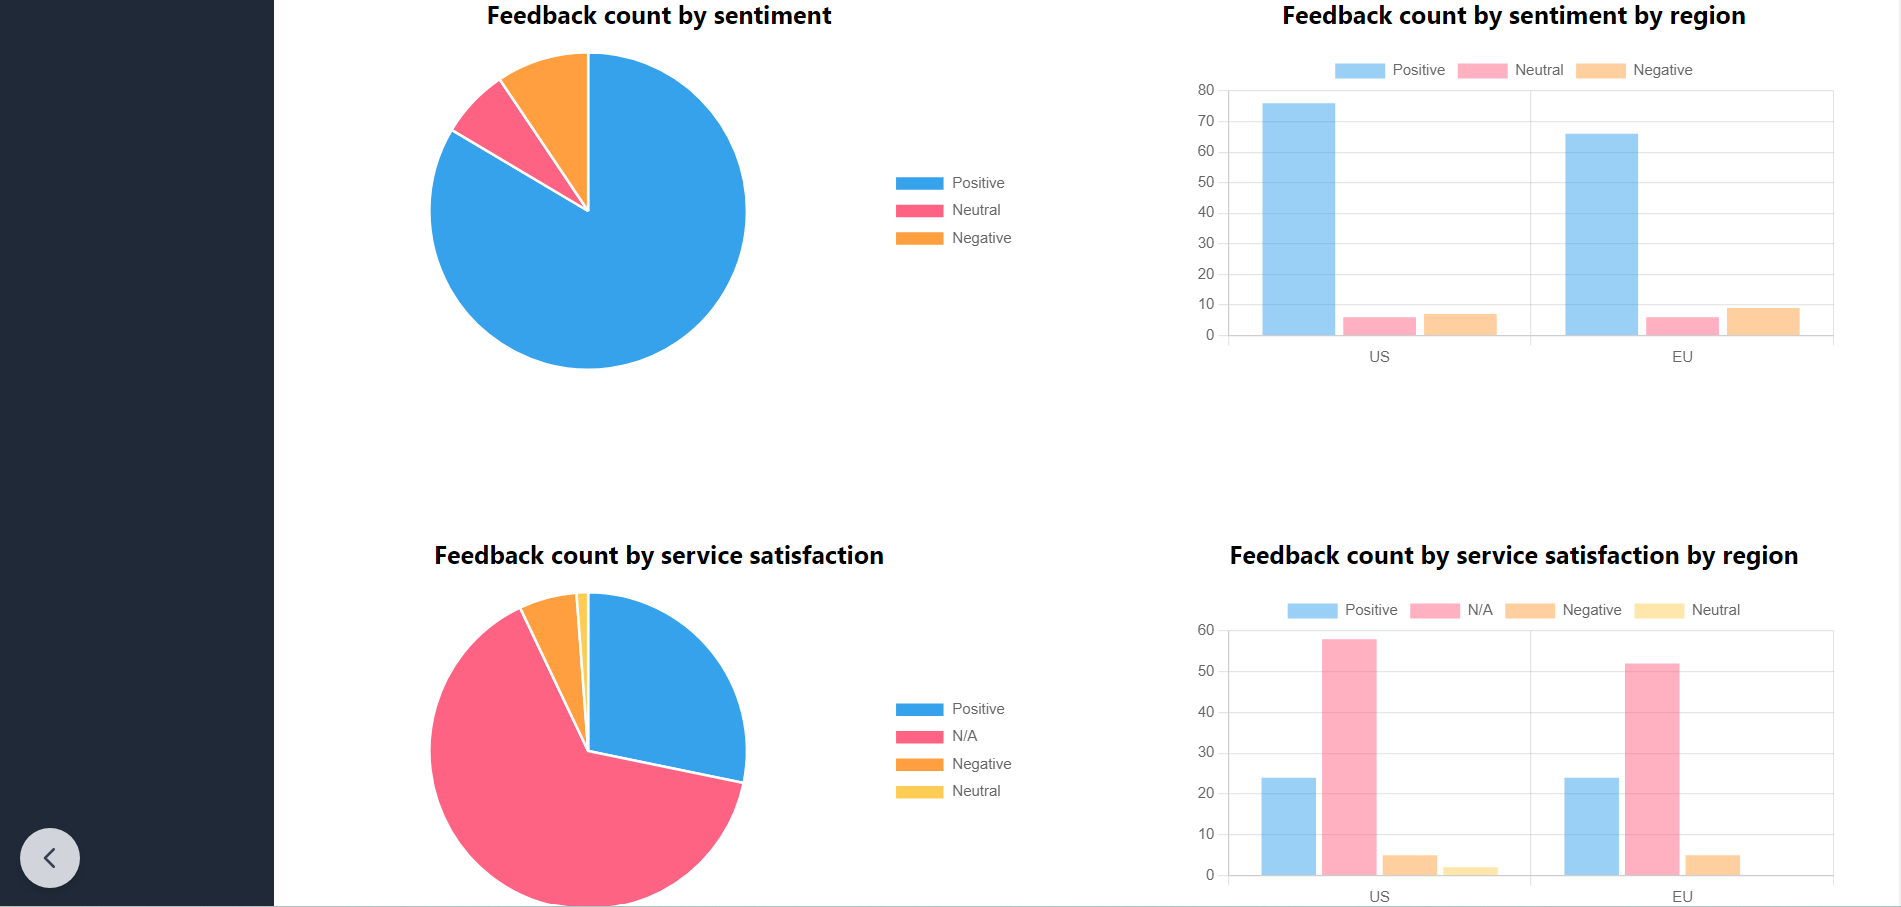 Feedback count by sentiment
Positive
Neutral
Negative
Feedback count by sentiment by region
Positive Neutral Negative
80
70
60
50
40
30
20
10
0
US EU
Feedback count by service satisfaction
Positive
N/A
Negative
Neutral
Feedback count by service satisfaction by region
Positive N/A Negative Neutral
60
50
40
30
20
10
0
US EU